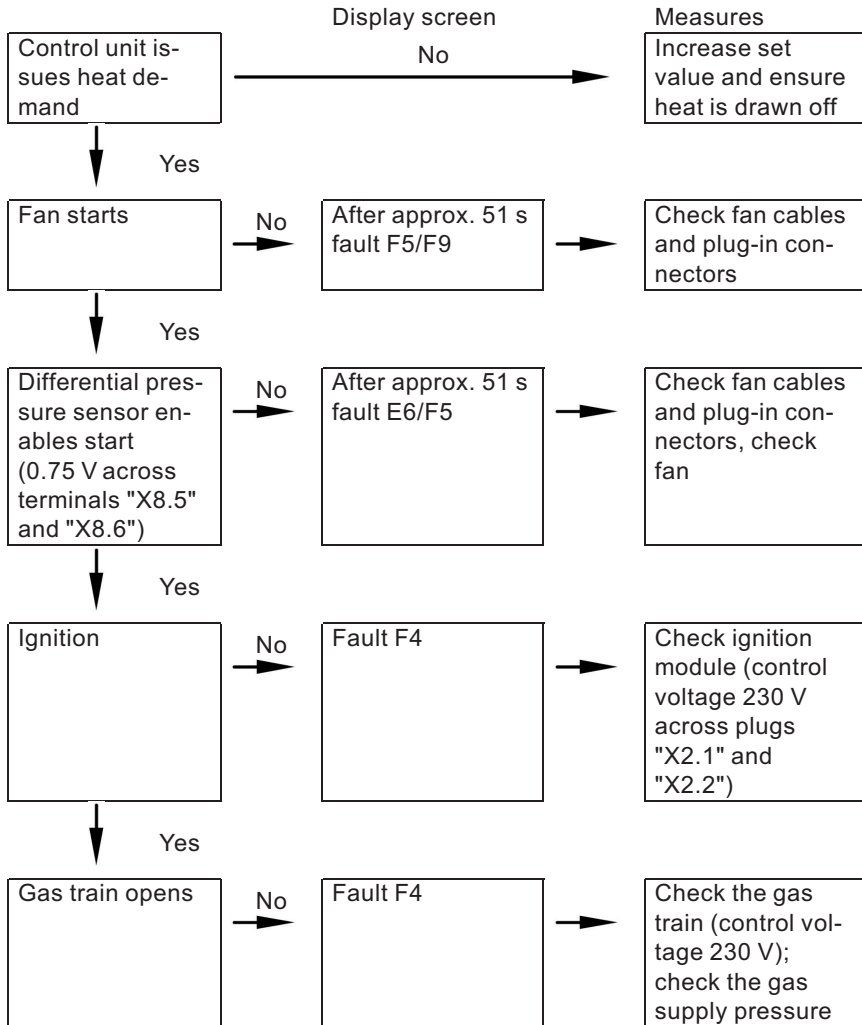 Display screen
Measures
Control unit is-
sues heat de-
mand
No
Increase set
value and ensure
heat is drawn off
Yes
Fan starts
No
After approx. 51 s
fault F5/F9
Check fan cables
and plug-in con-
nectors
Yes
Differential pres-
sure sensor en-
ables start
(0.75 V across
terminals "X8.5"
and "X8.6")
No
After approx. 51 s
fault E6/F5
Check fan cables
and plug-in con-
nectors, check
fan
Yes
Ignition
No
Fault F4
Check ignition
module (control
voltage 230 V
across plugs
"X2.1" and
"X2.2")
Yes
Gas train opens
No
Fault F4
Check the gas
train (control vol-
tage 230 V);
check the gas
supply pressure